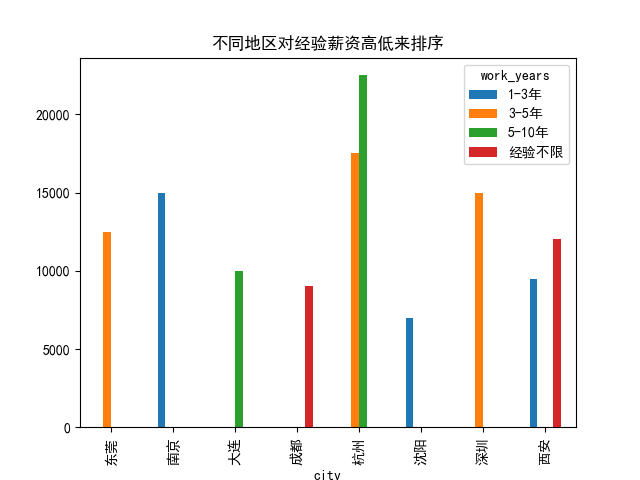 不同地区对经验薪资高低来排序
work_years
1-3年
3-5年
5-10年
经验不限
20000
15000
10000
5000
0
东莞
南京
大连
成都
杭州
沈阳
深圳
西安
city